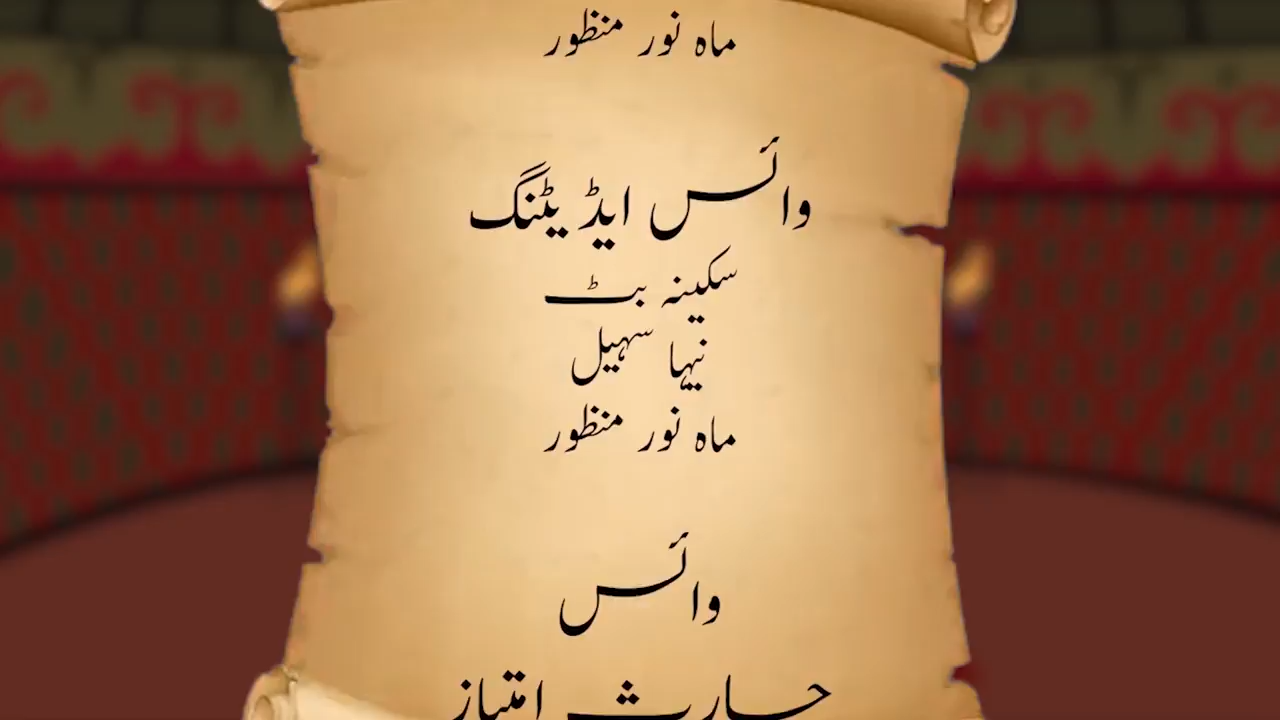 ماہ نور منظور
وائس ایڈیٹنگ
سکینہ بٹ
نیہا سہیل
ماہ نور منظور
وائس
حارث امتیاز